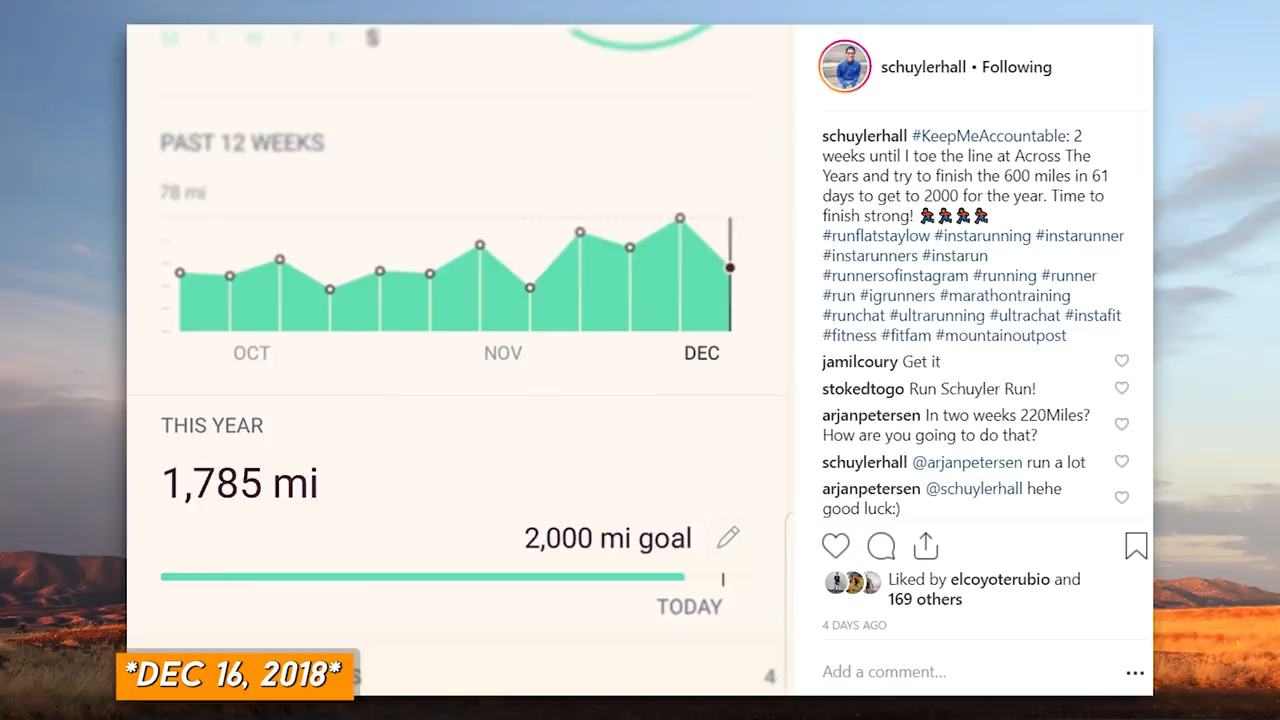 M T W T F S
PAST 12 WEEKS
78 mi
OCT NOV DEC
THIS YEAR
1,785 mi
2,000 mi goal
TODAY
4
*DEC 16, 2018*
schuylerhall • Following
schuylerhall #KeepMeAccountable: 2
weeks until I toe the line at Across The
Years and try to finish the 600 miles in 61
days to get to 2000 for the year. Time to
finish strong! 🏃🏃🏃🏃
#runflatstaylow #instarunning #instarunner
#instarunners #instarun
#runnersofinstagram #running #runner
#run #igrunners #marathontraining
#runchat #ultrarunning #ultrachat #instafit
#fitness #fitfam #mountainoutpost
jamilcoury Get it
stokedtogo Run Schuyler Run!
arjanpetersen In two weeks 220Miles?
How are you going to do that?
schuylerhall @arjanpetersen run a lot
arjanpetersen @schuylerhall hehe
good luck:)
Liked by elcoyoterubio and
169 others
4 DAYS AGO
Add a comment...